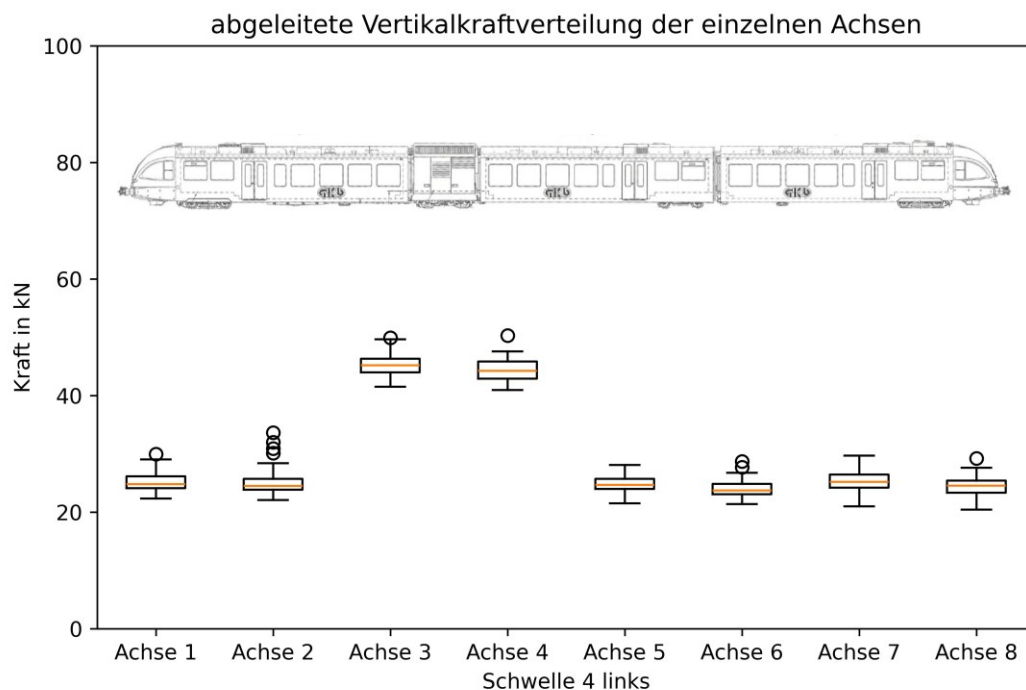 abgeleitete Vertikalkraftverteilung der einzelnen Achsen
100
80
60
40
20
0
Kraft in kN
GKB GKB GKB
Achse 1 Achse 2 Achse 3 Achse 4 Achse 5 Achse 6 Achse 7 Achse 8
Schwelle 4 links